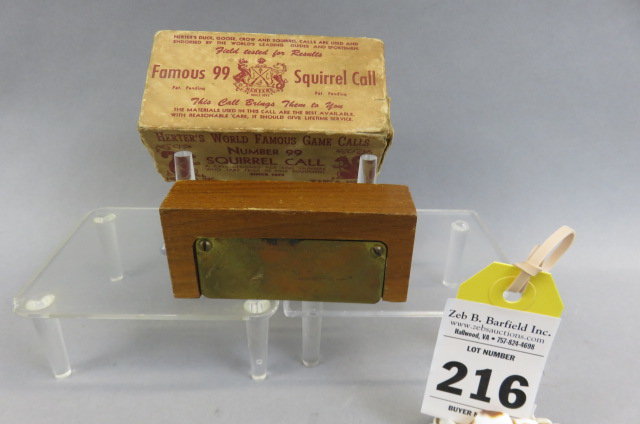 HERTER'S DUCK, GOOSE, CROW AND SQUIRREL CALLS ARE USED AND
ENDORSED BY THE WORLD'S LEADING GUIDES AND SPORTSMEN.
Field tested for Results
Famous 99 Squirrel Call
Pat. Pending Pat. Pending
HERTER'S
This Call Brings Them to You
THE MATERIALS USED IN THIS CALL ARE THE BEST AVAILABLE.
WITH REASONABLE CARE, IT SHOULD GIVE LIFETIME SERVICE.
HERTER'S WORLD FAMOUS GAME CALLS
NUMBER 99
SQUIRREL CALL
SINCE 1893
Zeb B. Barfield Inc.
www.zebsauctions.com
Hallwood, VA • 757-824-4698
LOT NUMBER
216
BUYER